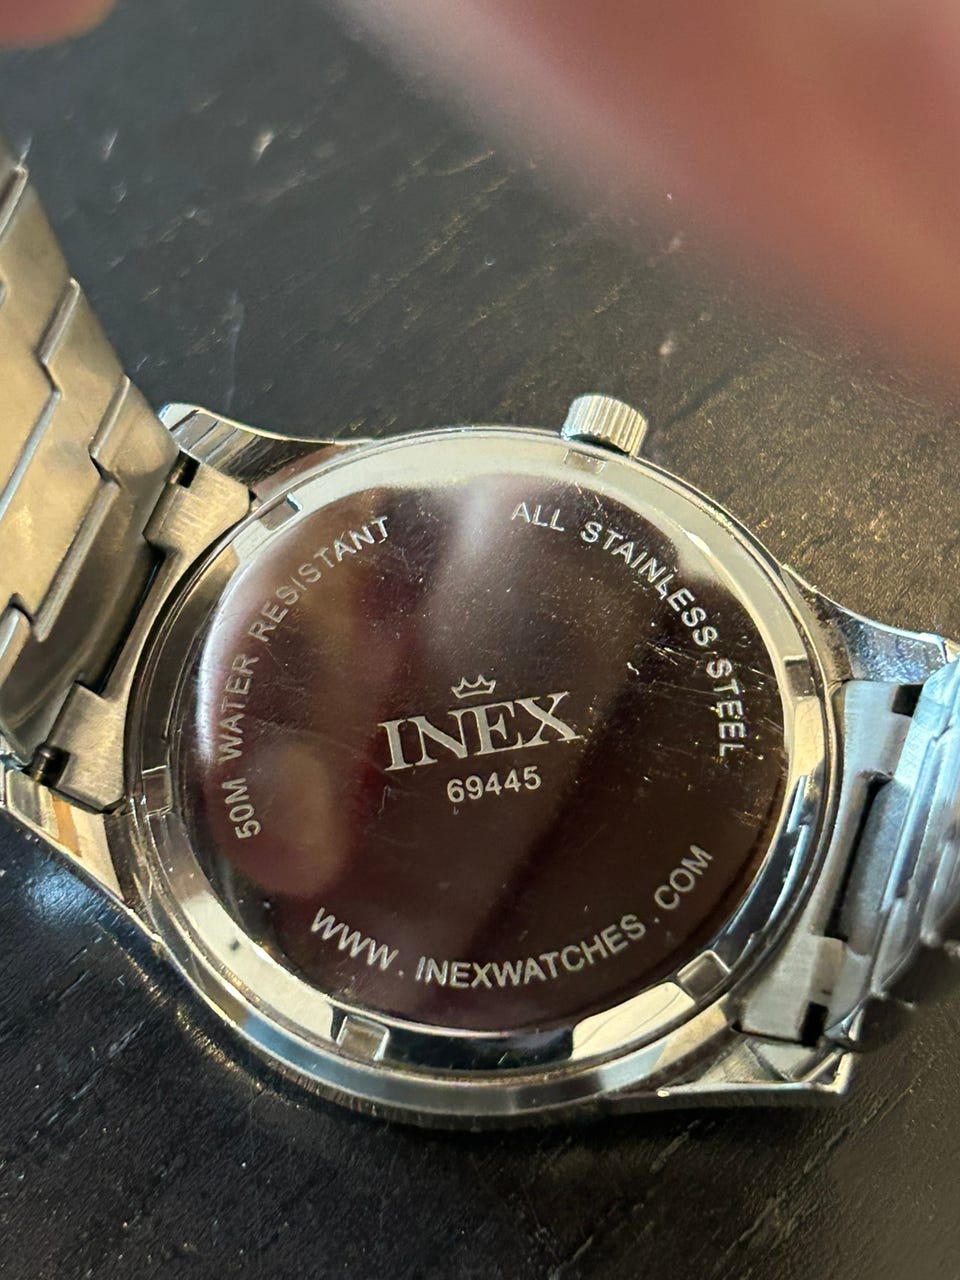 50M WATER RESISTANT
ALL STAINLESS STEEL
INEX
69445
WWW.INEXWATCHES.COM